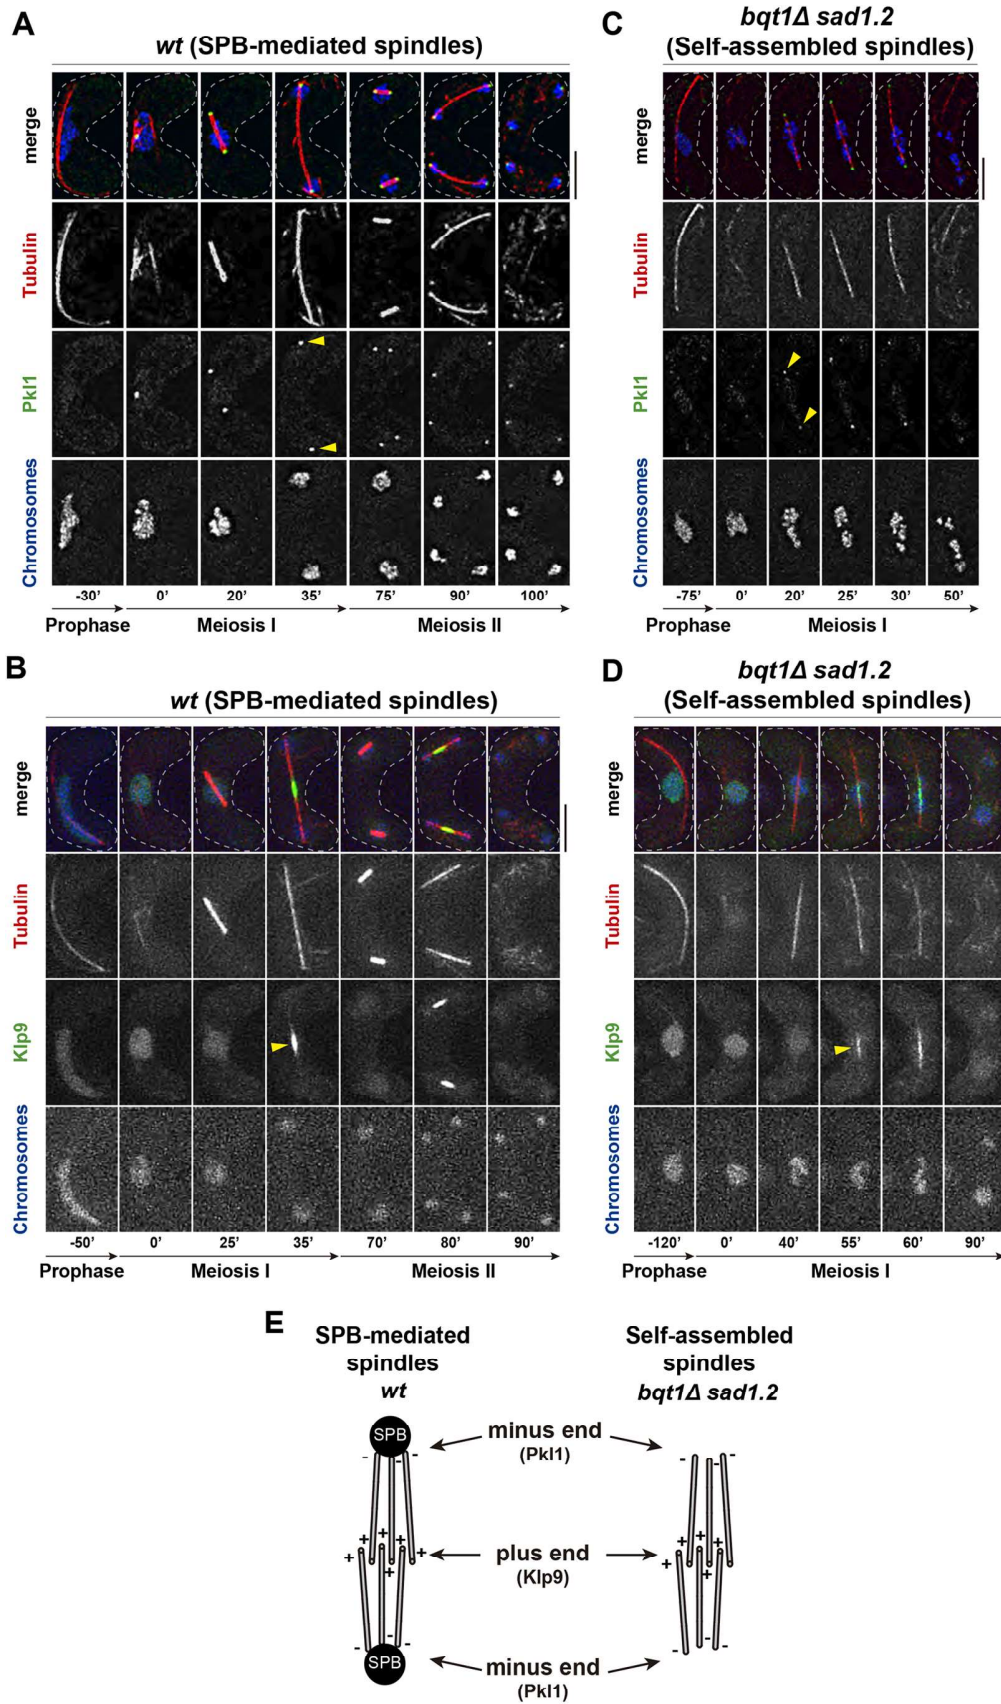 A
wt (SPB-mediated spindles)
merge
Tubulin
Pkl1
Chromosomes
-30' 0' 20' 35' 75' 90' 100'
Prophase Meiosis I Meiosis II
C
bqt1Δ sad1.2
(Self-assembled spindles)
merge
Tubulin
Pkl1
Chromosomes
-75' 0' 20' 25' 30' 50'
Prophase Meiosis I
B
wt (SPB-mediated spindles)
merge
Tubulin
Klp9
Chromosomes
-50' 0' 25' 35' 70' 80' 90'
Prophase Meiosis I Meiosis II
D
bqt1Δ sad1.2
(Self-assembled spindles)
merge
Tubulin
Klp9
Chromosomes
-120' 0' 40' 55' 60' 90'
Prophase Meiosis I
E
SPB-mediated
spindles
wt
Self-assembled
spindles
bqt1Δ sad1.2
SPB
- - -
minus end
(Pkl1)
- - -
+ + + + + +
plus end
(Klp9)
+ + + + +
- - -
SPB
minus end
(Pkl1)
- - -